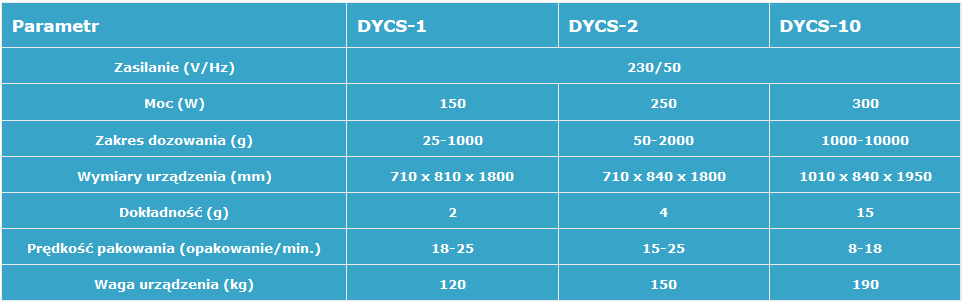 Parametr DYCS-1 DYCS-2 DYCS-10
Zasilanie (V/Hz) 230/50
Moc (W) 150 250 300
Zakres dozowania (g) 25-1000 50-2000 1000-10000
Wymiary urządzenia (mm) 710 x 810 x 1800 710 x 840 x 1800 1010 x 840 x 1950
Dokładność (g) 2 4 15
Prędkość pakowania (opakowanie/min.) 18-25 15-25 8-18
Waga urządzenia (kg) 120 150 190